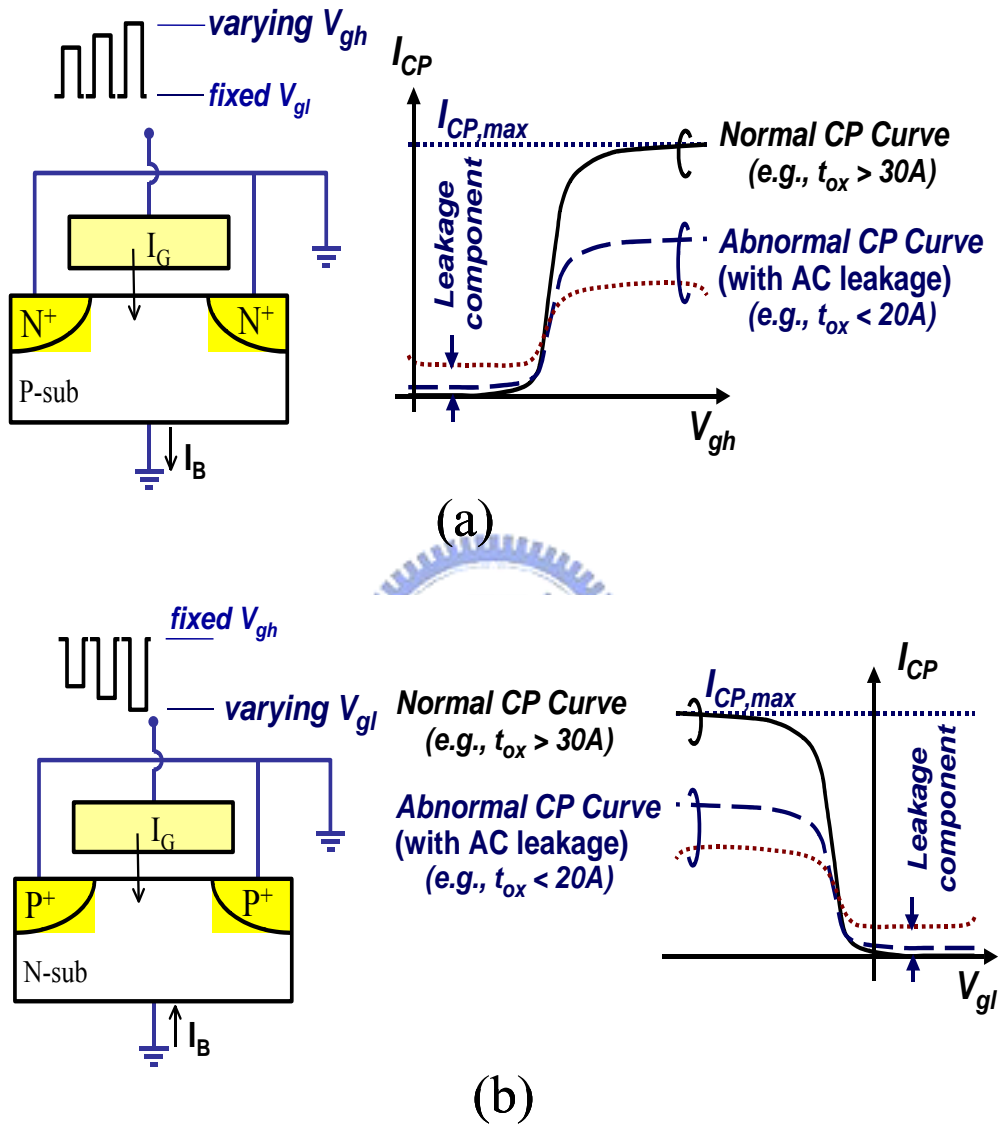 varying Vgh
fixed Vgl
IG
N+
N+
P-sub
IB
ICP
ICP,max
Leakage
component
Normal CP Curve
(e.g., tox > 30A)
Abnormal CP Curve
(with AC leakage)
(e.g., tox < 20A)
Vgh
(a)
fixed Vgh
varying Vgl
IG
P+
P+
N-sub
IB
Normal CP Curve
(e.g., tox > 30A)
Abnormal CP Curve
(with AC leakage)
(e.g., tox < 20A)
ICP
ICP,max
Leakage
component
Vgl
(b)